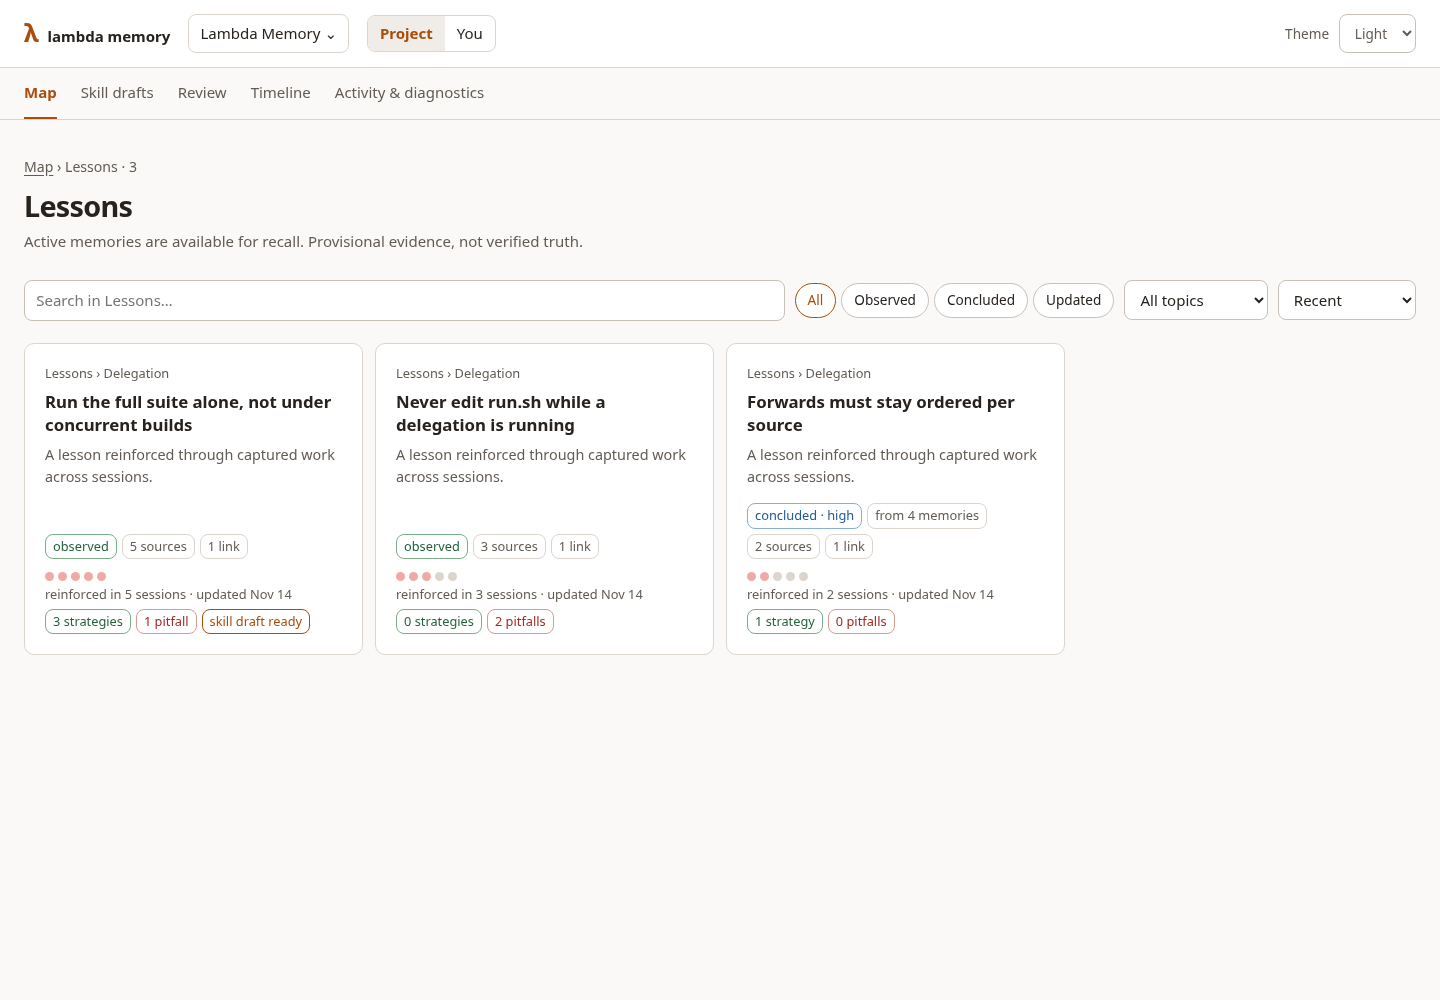 λ lambda memory
Lambda Memory ⌄
Project
You
Theme
Light
Map
Skill drafts
Review
Timeline
Activity & diagnostics
Map › Lessons · 3
Lessons
Active memories are available for recall. Provisional evidence, not verified truth.
Search in Lessons...
All
Observed
Concluded
Updated
All topics
Recent
Lessons › Delegation
Run the full suite alone, not under
concurrent builds
A lesson reinforced through captured work
across sessions.
observed
5 sources
1 link
reinforced in 5 sessions · updated Nov 14
3 strategies
1 pitfall
skill draft ready
Lessons › Delegation
Never edit run.sh while a
delegation is running
A lesson reinforced through captured work
across sessions.
observed
3 sources
1 link
reinforced in 3 sessions · updated Nov 14
0 strategies
2 pitfalls
Lessons › Delegation
Forwards must stay ordered per
source
A lesson reinforced through captured work
across sessions.
concluded · high
from 4 memories
2 sources
1 link
reinforced in 2 sessions · updated Nov 14
1 strategy
0 pitfalls